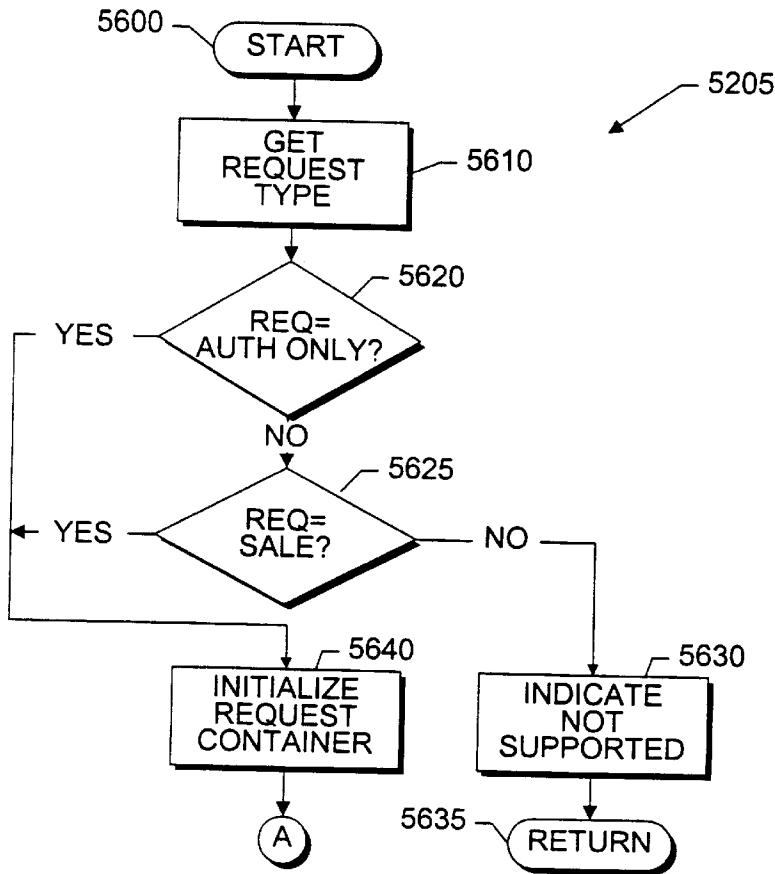 5600
START
5205
GET
REQUEST
TYPE
5610
5620
REQ=
AUTH ONLY?
YES
NO
5625
REQ=
SALE?
YES
NO
5640
INITIALIZE
REQUEST
CONTAINER
5630
INDICATE
NOT
SUPPORTED
A
5635
RETURN